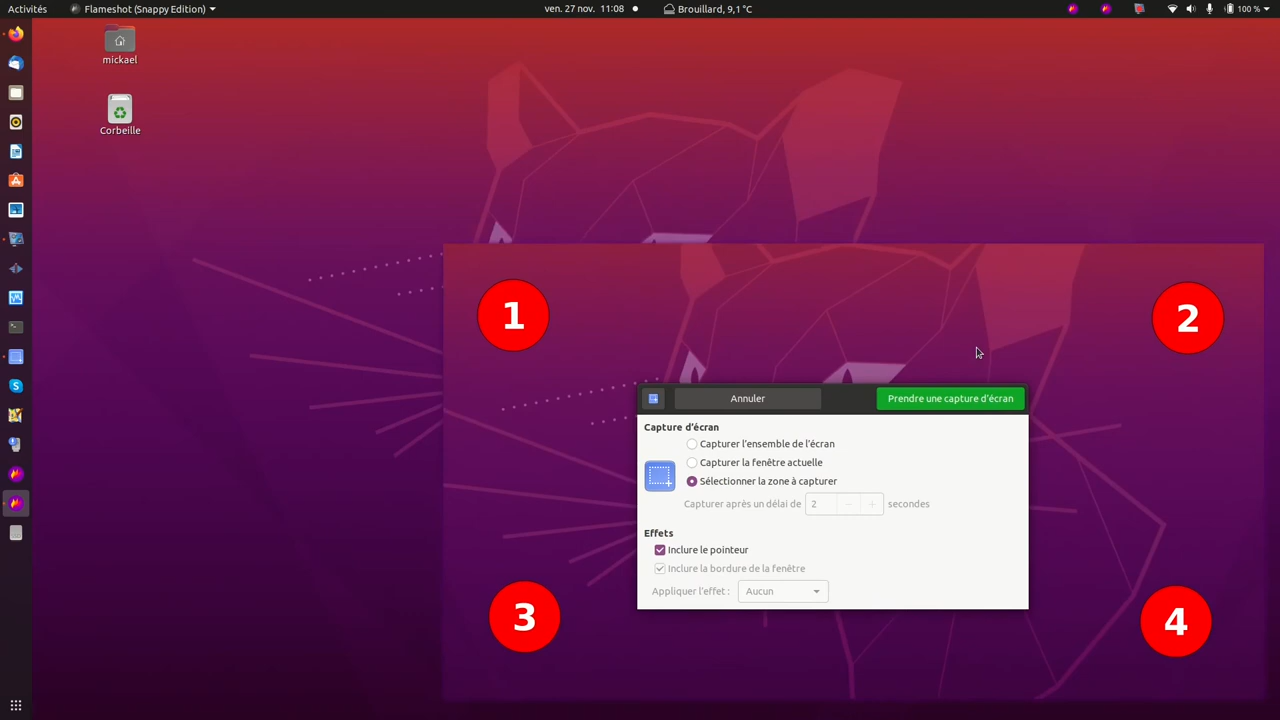 Activités
Flameshot (Snappy Edition)
ven. 27 nov. 11:08
Brouillard, 9,1 °C
100 %
mickael
Corbeille
1
2
Annuler
Prendre une capture d'écran
Capture d'écran
Capturer l'ensemble de l'écran
Capturer la fenêtre actuelle
Sélectionner la zone à capturer
Capturer après un délai de 2 secondes
Effets
Inclure le pointeur
Inclure la bordure de la fenêtre
Appliquer l'effet : Aucun
3
4